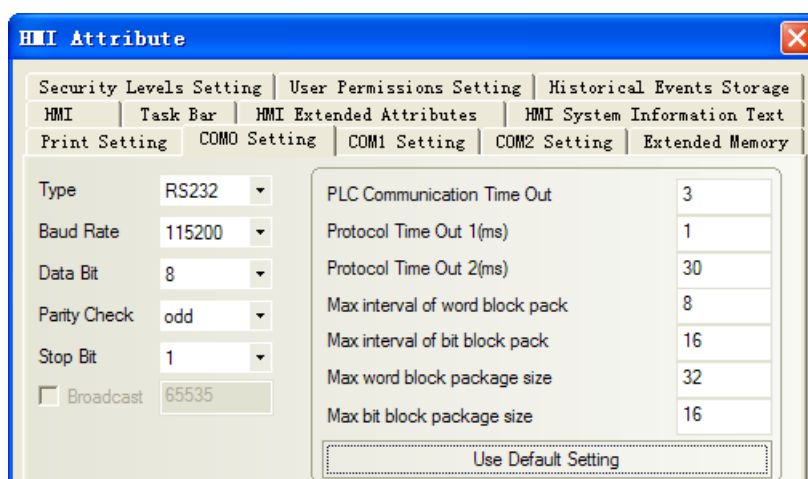 HMI Attribute
Security Levels Setting User Permissions Setting Historical Events Storage
HMI Task Bar HMI Extended Attributes HMI System Information Text
Print Setting COM0 Setting COM1 Setting COM2 Setting Extended Memory
Type RS232
Baud Rate 115200
Data Bit 8
Parity Check odd
Stop Bit 1
Broadcast 65535
PLC Communication Time Out 3
Protocol Time Out 1(ms) 1
Protocol Time Out 2(ms) 30
Max interval of word block pack 8
Max interval of bit block pack 16
Max word block package size 32
Max bit block package size 16
Use Default Setting